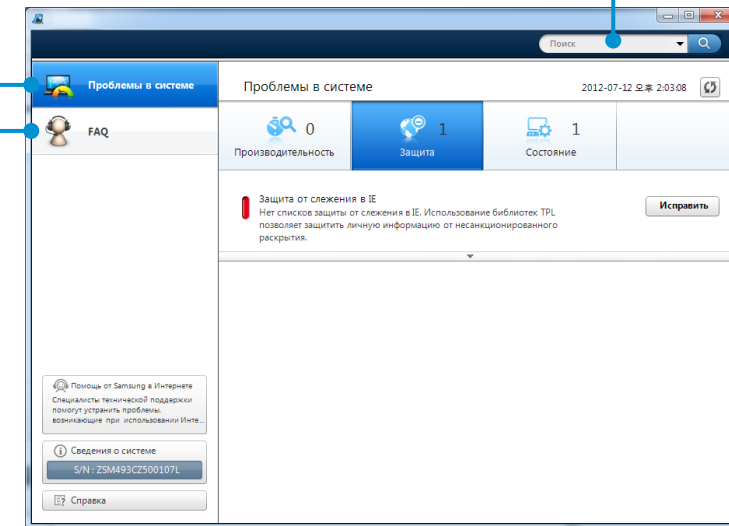 Поиск
Проблемы в системе
FAQ
Проблемы в системе
2012-07-12 오후 2:03:08
0
Производительность
1
Защита
1
Состояние
Защита от слежения в IE
Нет списков защиты от слежения в IE. Использование библиотек TPL
позволяет защитить личную информацию от несанкционированного
раскрытия.
Исправить
Помощь от Samsung в Интернете
Специалисты технической поддержки
помогут устранить проблемы,
возникающие при использовании Инте...
Сведения о системе
S/N : ZSM493CZ500107L
Справка